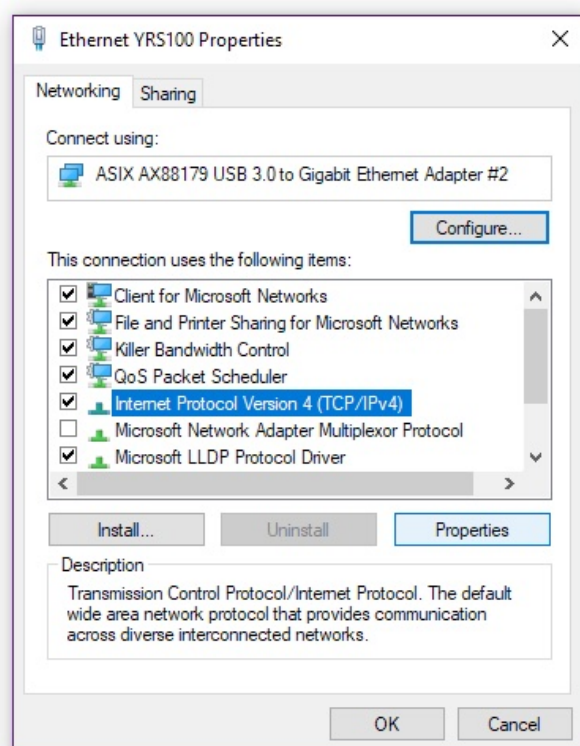 Ethernet YRS100 Properties
Networking
Sharing
Connect using:
ASIX AX88179 USB 3.0 to Gigabit Ethernet Adapter #2
Configure...
This connection uses the following items:
Client for Microsoft Networks
File and Printer Sharing for Microsoft Networks
Killer Bandwidth Control
QoS Packet Scheduler
Internet Protocol Version 4 (TCP/IPv4)
Microsoft Network Adapter Multiplexor Protocol
Microsoft LLDP Protocol Driver
Install...
Uninstall
Properties
Description
Transmission Control Protocol/Internet Protocol. The default
wide area network protocol that provides communication
across diverse interconnected networks.
OK
Cancel